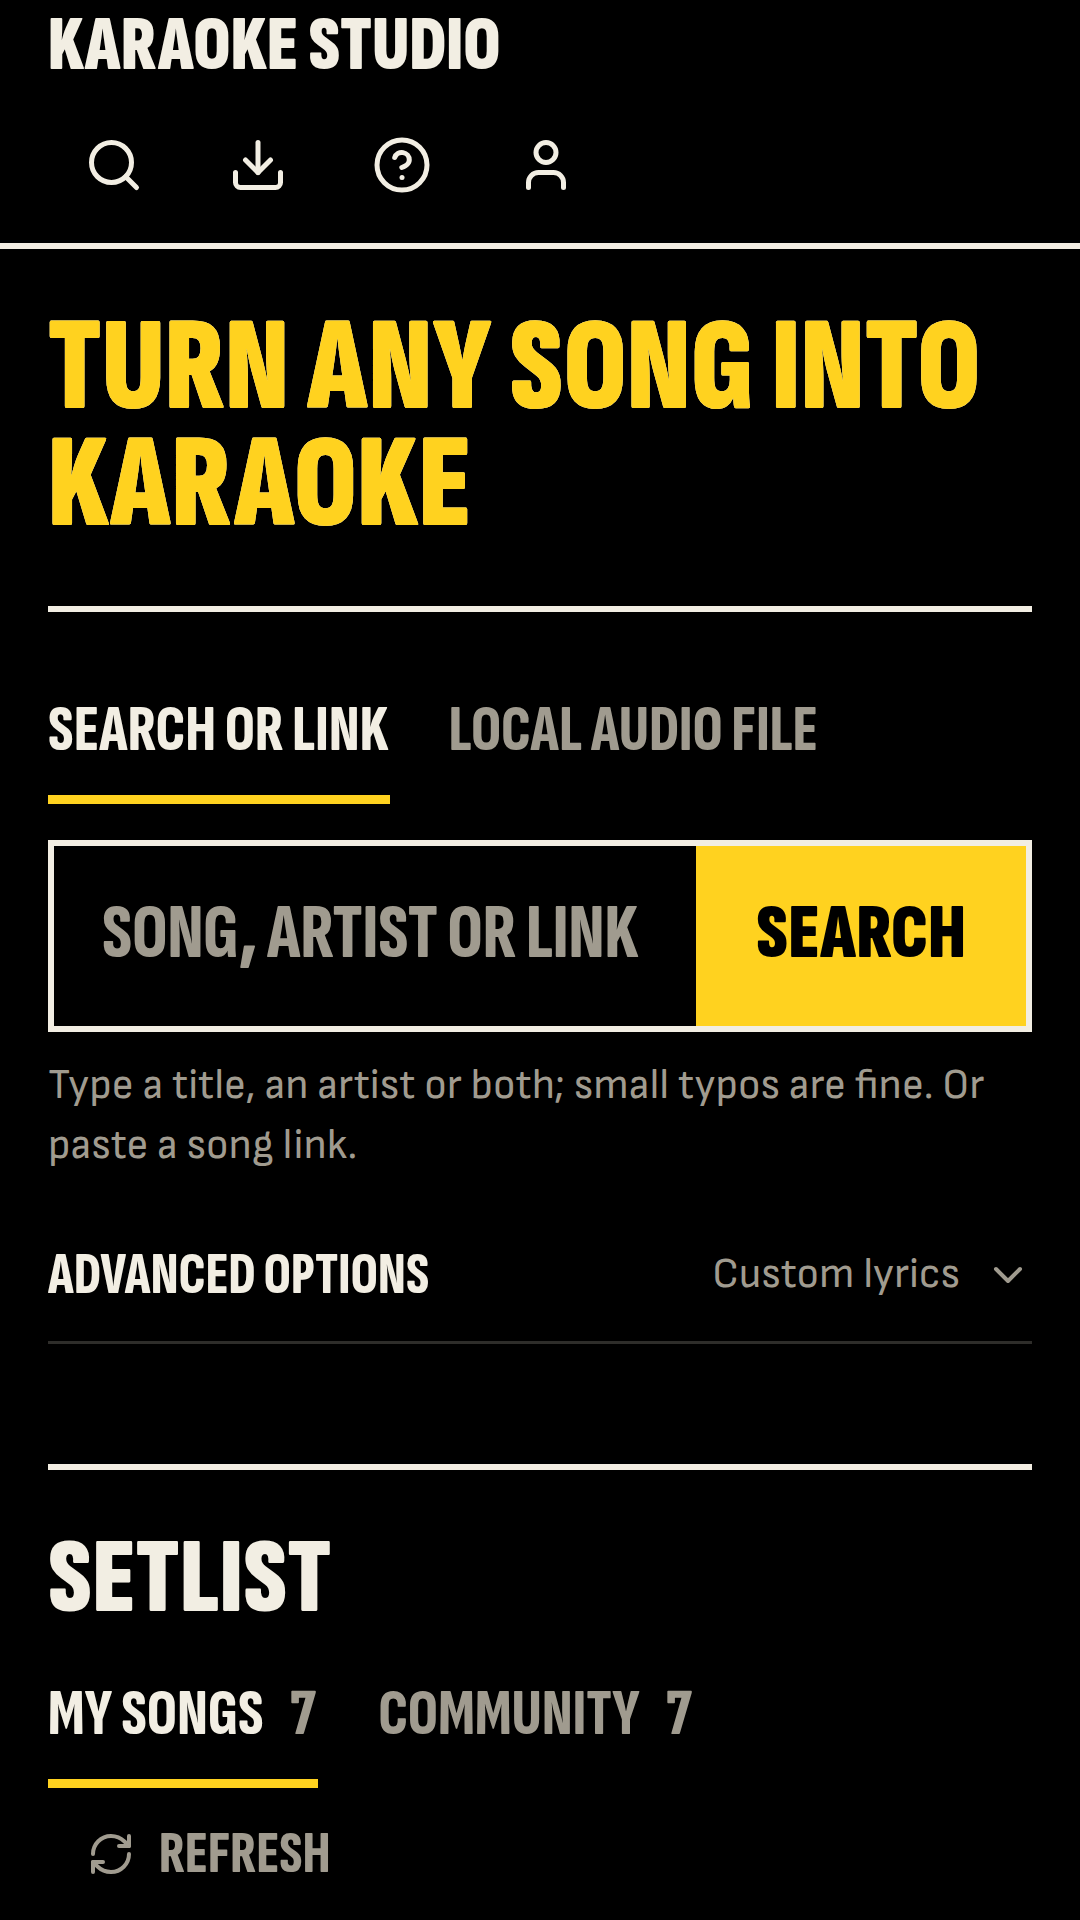 KARAOKE STUDIO
TURN ANY SONG INTO
KARAOKE
SEARCH OR LINK LOCAL AUDIO FILE
SONG, ARTIST OR LINK SEARCH
Type a title, an artist or both; small typos are fine. Or
paste a song link.
ADVANCED OPTIONS Custom lyrics
SETLIST
MY SONGS 7 COMMUNITY 7
REFRESH